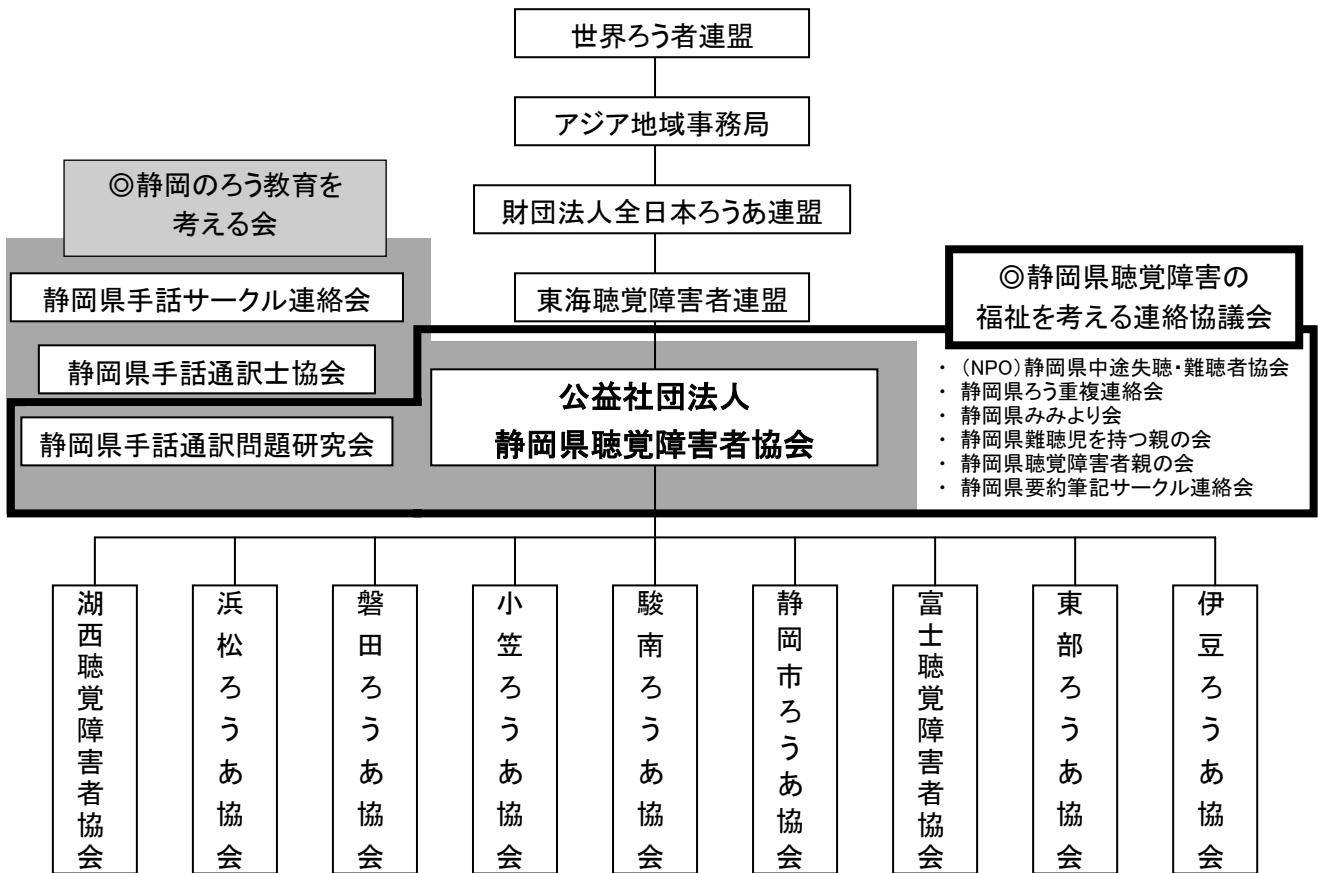 世界ろう者連盟
アジア地域事務局
◎静岡のろう教育を
考える会
財団法人全日本ろうあ連盟
静岡県手話サークル連絡会
東海聴覚障害者連盟
◎静岡県聴覚障害の
福祉を考える連絡協議会
静岡県手話通訳士協会
静岡県手話通訳問題研究会
公益社団法人
静岡県聴覚障害者協会
・ (NPO)静岡県中途失聴・難聴者協会
・ 静岡県ろう重複連絡会
・ 静岡県みみより会
・ 静岡県難聴児を持つ親の会
・ 静岡県聴覚障害者親の会
・ 静岡県要約筆記サークル連絡会
湖西聴覚障害者協会
浜松ろうあ協会
磐田ろうあ協会
小笠ろうあ協会
駿南ろうあ協会
静岡市ろうあ協会
富士聴覚障害者協会
東部ろうあ協会
伊豆ろうあ協会